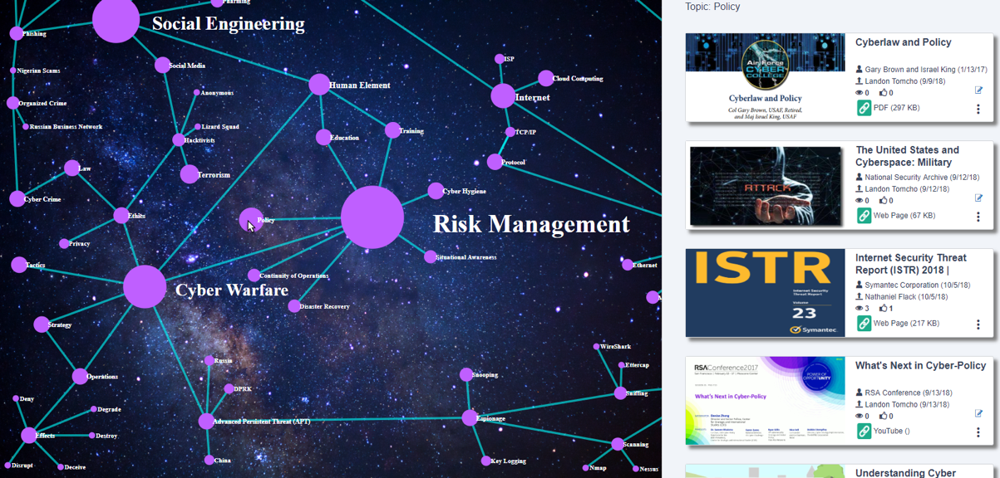 Pharming
Social Engineering
Phishing
Social Media
Nigerian Scams
Human Element
Anonymous
Organized Crime
Russian Business Network
Lizard Squad
Hacktivists
Education
Training
Terrorism
Law
Cyber Crime
Ethits
Privacy
Policy
Cyber Hygiene
Risk Management
Situational Awareness
Tactics
Continuity of Operations
Cyber Warfare
Disaster Recovery
Strategy
Russia
Operations
DPRK
Deny
Degrade
Advanced Persistent Threat (APT)
Effects
Destroy
China
Disrupt
Deceive
ISP
Cloud Computing
Internet
TCP/IP
Protocol
Ethernet
WireShark
Ettercap
Snooping
Sniffing
Espionage
Scanning
Key Logging
Nmap
Nessus
Topic: Policy
Air Force
CYBER
COLLEGE
Cyberlaw and Policy
Col Gary Brown, USAF, Retired,
and Maj Israel King, USAF
Cyberlaw and Policy
Gary Brown and Israel King (1/13/17)
Landon Tomcho (9/9/18)
0 0
PDF (297 KB)
ATTACK
The United States and
Cyberspace: Military
National Security Archive (9/12/18)
Landon Tomcho (9/12/18)
0 0
Web Page (67 KB)
ISTR
Internet Security
Threat Report
Volume
23
Symantec
Internet Security Threat
Report (ISTR) 2018 |
Symantec Corporation (10/5/18)
Nathaniel Flack (10/5/18)
3 1
Web Page (217 KB)
RSAConference2017
POWER OF
OPPORTUNITY
What's Next in Cyber-Policy
What's Next in Cyber-Policy
RSA Conference (9/13/18)
Landon Tomcho (9/13/18)
0 0
YouTube ()
Understanding Cyber